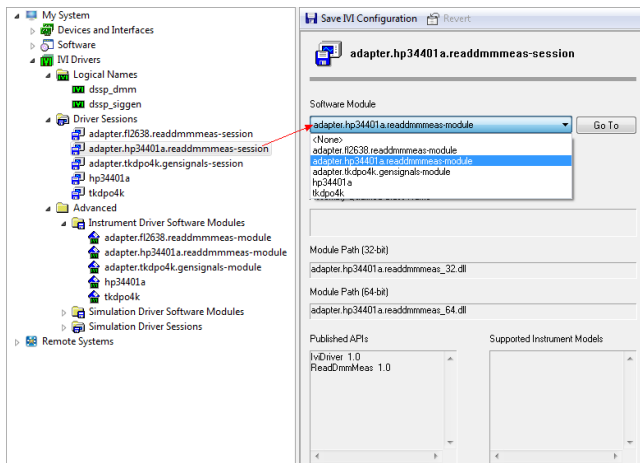 My System
Devices and Interfaces
Software
IVI Drivers
Logical Names
dssp_dmm
dssp_siggen
Driver Sessions
adapter.fl2638.readdmmmeas-session
adapter.hp34401a.readdmmmeas-session
adapter.tkdpo4k.gensignals-session
hp34401a
tkdpo4k
Advanced
Instrument Driver Software Modules
adapter.fl2638.readdmmmeas-module
adapter.hp34401a.readdmmmeas-module
adapter.tkdpo4k.gensignals-module
hp34401a
tkdpo4k
Simulation Driver Software Modules
Simulation Driver Sessions
Remote Systems
Save IVI Configuration
Revert
adapter.hp34401a.readdmmmeas-session
Software Module
adapter.hp34401a.readdmmmeas-module
Go To
<None>
adapter.fl2638.readdmmmeas-module
adapter.hp34401a.readdmmmeas-module
adapter.tkdpo4k.gensignals-module
hp34401a
tkdpo4k
Module Path (32-bit)
adapter.hp34401a.readdmmmeas_32.dll
Module Path (64-bit)
adapter.hp34401a.readdmmmeas_64.dll
Published APIs
Supported Instrument Models
IviDriver 1.0
ReadDmmMeas 1.0